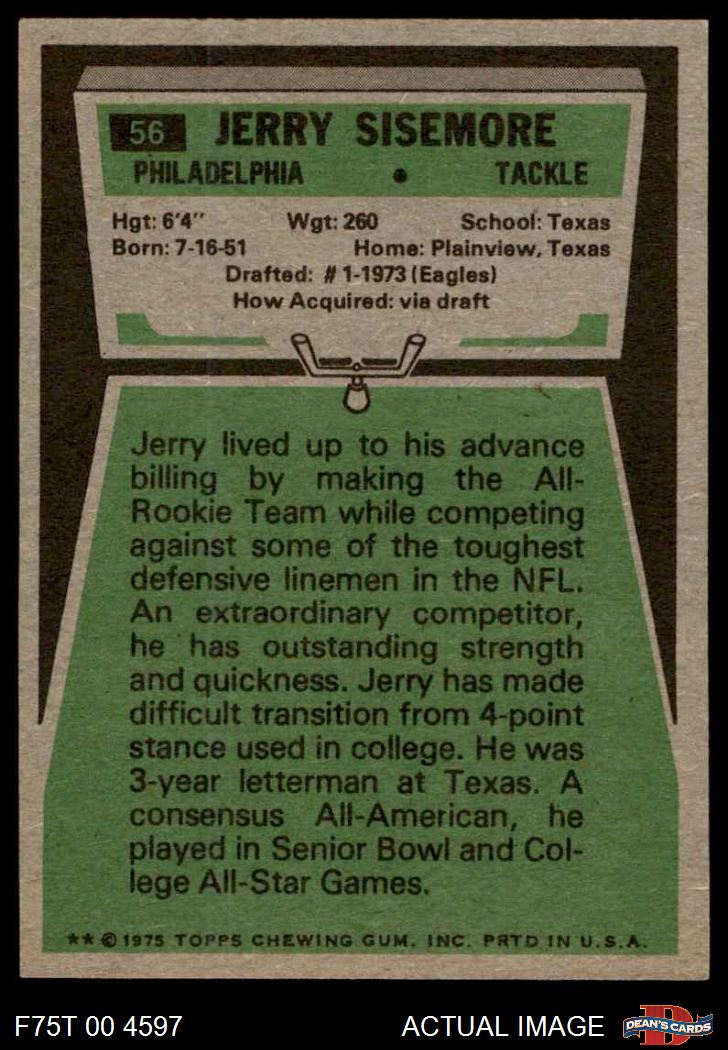 56 JERRY SISEMORE
PHILADELPHIA • TACKLE
Hgt: 6'4" Wgt: 260 School: Texas
Born: 7-16-51 Home: Plainview, Texas
Drafted: #1-1973 (Eagles)
How Acquired: via draft
Jerry lived up to his advance
billing by making the All-
Rookie Team while competing
against some of the toughest
defensive linemen in the NFL.
An extraordinary competitor,
he has outstanding strength
and quickness. Jerry has made
difficult transition from 4-point
stance used in college. He was
3-year letterman at Texas. A
consensus All-American, he
played in Senior Bowl and Col-
lege All-Star Games.
** © 1975 TOPPS CHEWING GUM, INC. PRTD IN U.S.A.
F75T 00 4597 ACTUAL IMAGE D DEAN'S CARDS